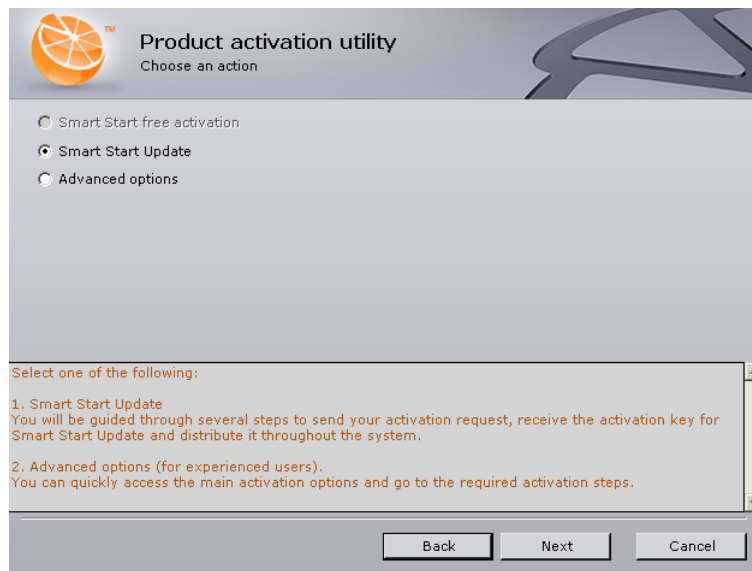 TM
Product activation utility
Choose an action
Smart Start free activation
Smart Start Update
Advanced options
Select one of the following:
1. Smart Start Update
You will be guided through several steps to send your activation request, receive the activation key for
Smart Start Update and distribute it throughout the system.
2. Advanced options (for experienced users).
You can quickly access the main activation options and go to the required activation steps.
Back Next Cancel